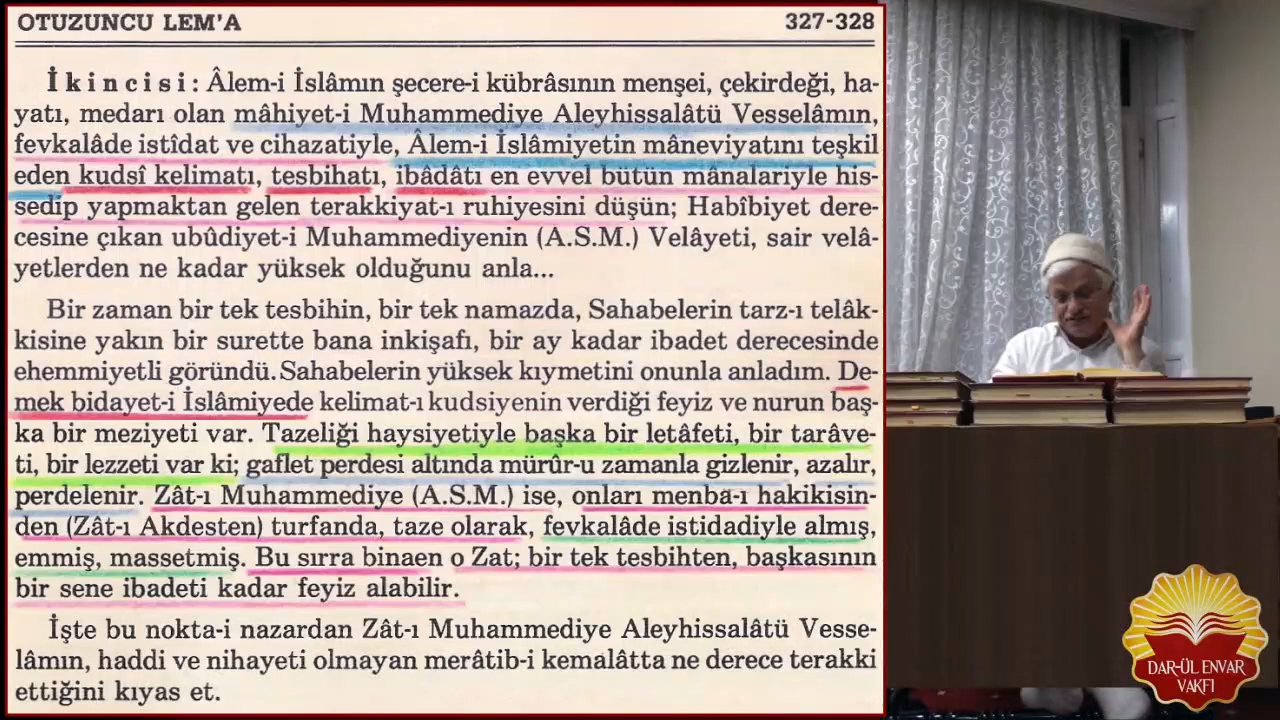 OTUZUNCU LEM'A 327-328
İkincisi: Âlem-i İslâmın şecere-i kübrâsının menşei, çekirdeği, ha-
yatı, medarı olan mâhiyet-i Muhammediye Aleyhissalâtü Vesselâmın,
fevkalâde istîdat ve cihazatiyle, Âlem-i İslâmiyetin mâneviyatını teşkil
eden kudsî kelimatı, tesbihatı, ibâdâtı en evvel bütün mânalariyle his-
sedip yapmaktan gelen terakkiyat-ı ruhiyesini düşün; Habîbiyet dere-
cesine çıkan ubûdiyet-i Muhammediyenin (A.S.M.) Velâyeti, sair velâ-
yetlerden ne kadar yüksek olduğunu anla...
Bir zaman bir tek tesbihin, bir tek namazda, Sahabelerin tarz-ı telâk-
kisine yakın bir surette bana inkişafı, bir ay kadar ibadet derecesinde
ehemmiyetli göründü. Sahabelerin yüksek kıymetini onunla anladım. De-
mek bidayet-i İslâmiyede kelimat-ı kudsiyenin verdiği feyiz ve nurun baş-
ka bir meziyeti var. Tazeliği haysiyetiyle başka bir letâfeti, bir tarâve-
ti, bir lezzeti var ki; gaflet perdesi altında mürûr-u zamanla gizlenir, azalır,
perdelenir. Zât-ı Muhammediye (A.S.M.) ise, onları menba-ı hakikisin-
den (Zât-ı Akdesten) turfanda, taze olarak, fevkalâde istidadiyle almış,
emmiş, massetmiş. Bu sırra binaen o Zat; bir tek tesbihten, başkasının
bir sene ibadeti kadar feyiz alabilir.
İşte bu nokta-i nazardan Zât-ı Muhammediye Aleyhissalâtü Vesse-
lâmın, haddi ve nihayeti olmayan merâtib-i kemalâtta ne derece terakki
ettiğini kıyas et.
DAR-ÜL ENVAR
VAKFI